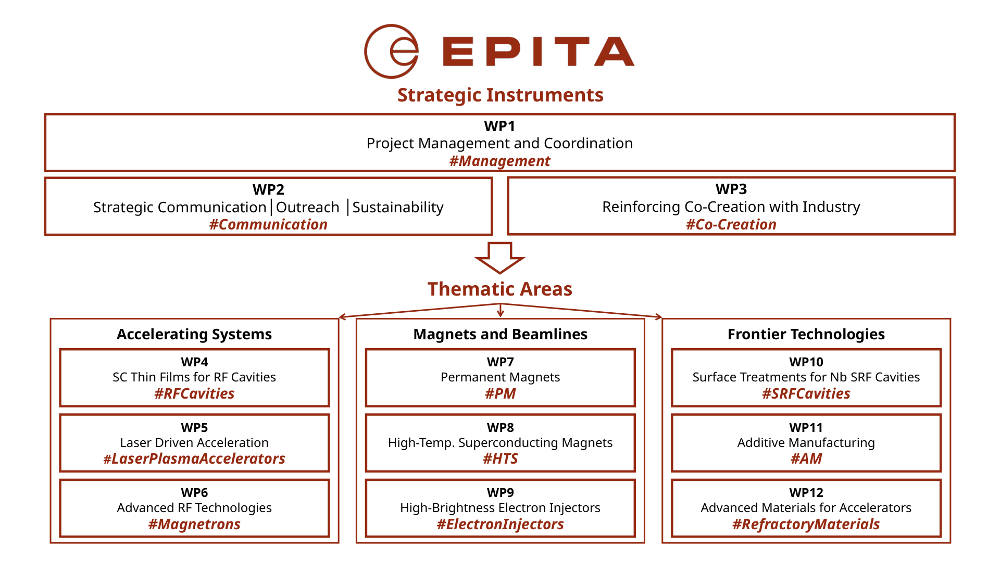 EPITA
Strategic Instruments
WP1
Project Management and Coordination
#Management
WP2
Strategic Communication|Outreach |Sustainability
#Communication
WP3
Reinforcing Co-Creation with Industry
#Co-Creation
Thematic Areas
Accelerating Systems
WP4
SC Thin Films for RF Cavities
#RFCavities
WP5
Laser Driven Acceleration
#LaserPlasmaAccelerators
WP6
Advanced RF Technologies
#Magnetrons
Magnets and Beamlines
WP7
Permanent Magnets
#PM
WP8
High-Temp. Superconducting Magnets
#HTS
WP9
High-Brightness Electron Injectors
#ElectronInjectors
Frontier Technologies
WP10
Surface Treatments for Nb SRF Cavities
#SRFCavities
WP11
Additive Manufacturing
#AM
WP12
Advanced Materials for Accelerators
#RefractoryMaterials